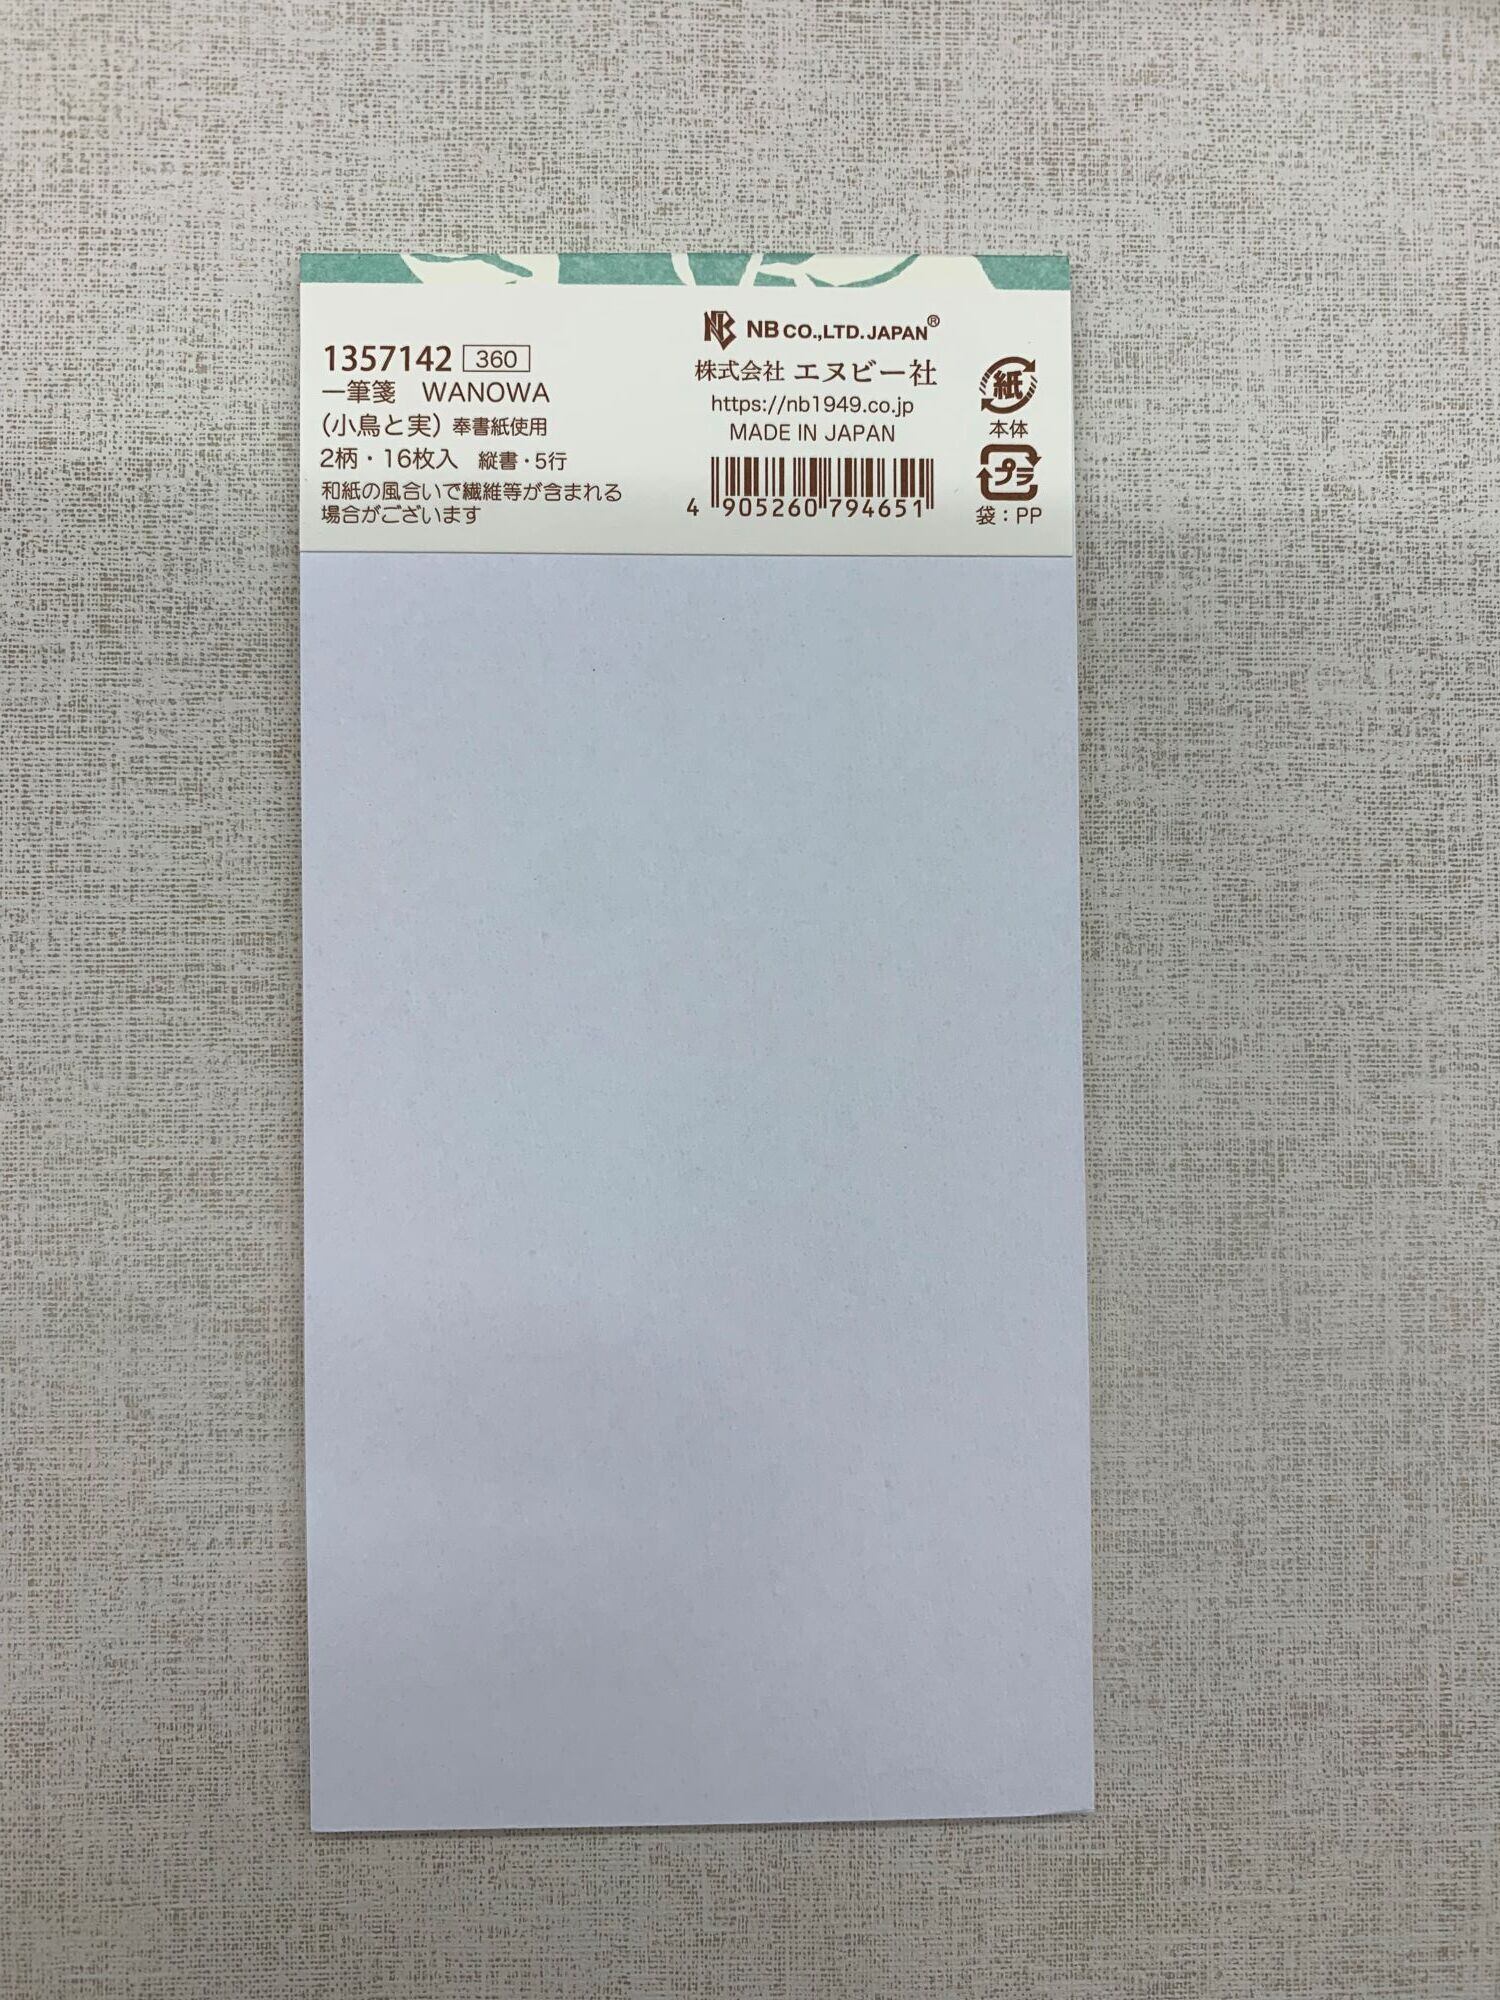 1357142 360
一筆箋 WANOWA
(小鳥と実) 奉書紙使用
2柄・16枚入 縦書・5行
和紙の風合いで繊維等が含まれる
場合がございます
NB CO.,LTD. JAPAN®
株式会社 エヌビー社
https://nb1949.co.jp
MADE IN JAPAN
4 905260 794651
紙
本体
プラ
袋：PP